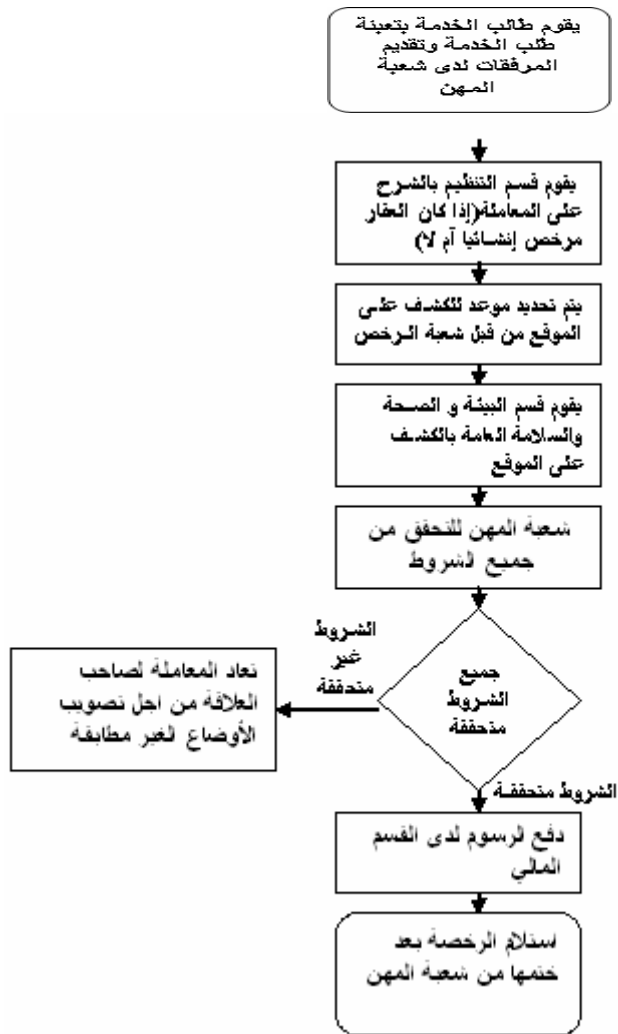 يقوم طالب الخدمة بتعبئة
طلب الخدمة وتقديم
المرفقات لدى شعبة
المهن
يقوم قسم التنظيم بالشرح
على المعاملة(إذا كان العقار
مرخص إنشائيا أم لا)
يتم تحديد موعد للكشف على
الموقع من قبل شعبة الرخص
يقوم قسم البيئة و الصحة
والسلامة العامة بالكشف
على الموقع
شعبة المهن للتحقق من
جميع الشروط
جميع
الشروط
متحققة
الشروط
غير
متحققة
تعاد المعاملة لصاحب
العلاقة من اجل تصويب
الأوضاع الغير مطابقة
الشروط متحققة
دفع الرسوم لدى القسم
المالي
استلام الرخصة بعد
ختمها من شعبة المهن